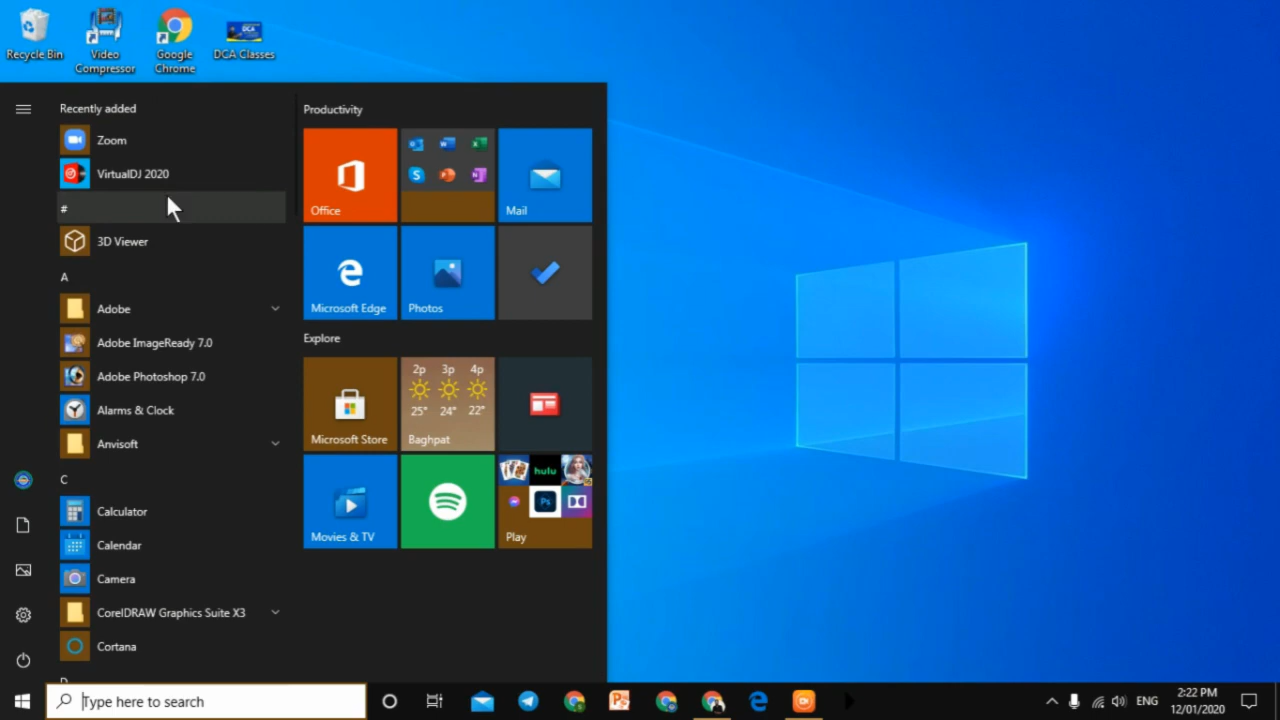 Recycle Bin
Video Compressor
Google Chrome
DCA
DCA Classes
Recently added
Zoom
VirtualDJ 2020
#
3D Viewer
A
Adobe
Adobe ImageReady 7.0
Adobe Photoshop 7.0
Alarms & Clock
Anvisoft
C
Calculator
Calendar
Camera
CorelDRAW Graphics Suite X3
Cortana
Productivity
Office
Mail
Microsoft Edge
Photos
Explore
Microsoft Store
2p 3p 4p
25° 24° 22°
Baghpat
Movies & TV
hulu
Ps
Play
Type here to search
ENG
2:22 PM
12/01/2020